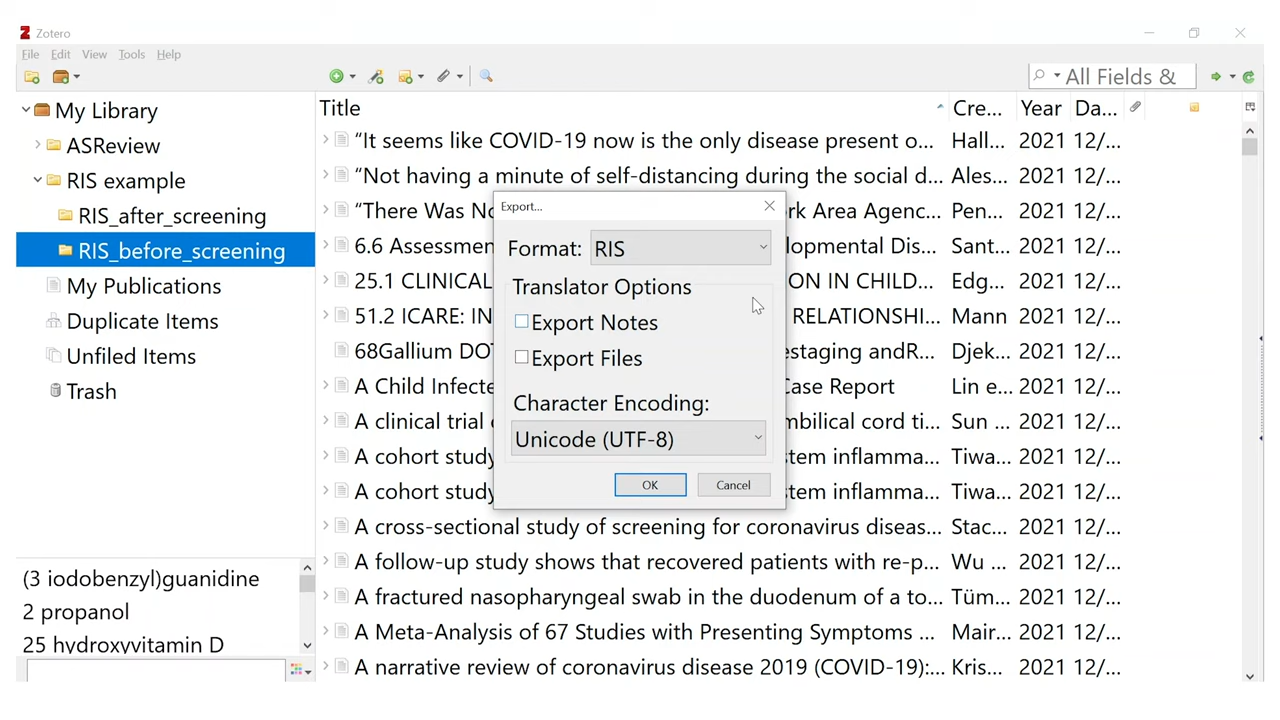 Zotero
File Edit View Tools Help
All Fields &
My Library
ASReview
RIS example
RIS_after_screening
RIS_before_screening
My Publications
Duplicate Items
Unfiled Items
Trash
(3 iodobenzyl)guanidine
2 propanol
25 hydroxyvitamin D
Title Cre... Year Da...
“It seems like COVID-19 now is the only disease present o... Hall... 2021 12/...
“Not having a minute of self-distancing during the social d... Ales... 2021 12/...
“There Was No rk Area Agenc... Pen... 2021 12/...
6.6 Assessmen lopmental Dis... Sant... 2021 12/...
25.1 CLINICAL ON IN CHILD... Edg... 2021 12/...
51.2 ICARE: IN RELATIONSHI... Mann 2021 12/...
68Gallium DO estaging andR... Djek... 2021 12/...
A Child Infecte Case Report Lin e... 2021 12/...
A clinical trial mbilical cord ti... Sun ... 2021 12/...
A cohort study stem inflamma... Tiwa... 2021 12/...
A cohort study stem inflamma... Tiwa... 2021 12/...
A cross-sectional study of screening for coronavirus diseas... Stac... 2021 12/...
A follow-up study shows that recovered patients with re-p... Wu ... 2021 12/...
A fractured nasopharyngeal swab in the duodenum of a to... Tüm... 2021 12/...
A Meta-Analysis of 67 Studies with Presenting Symptoms ... Mair... 2021 12/...
A narrative review of coronavirus disease 2019 (COVID-19):... Kris... 2021 12/...
Export...
Format: RIS
Translator Options
Export Notes
Export Files
Character Encoding:
Unicode (UTF-8)
OK Cancel